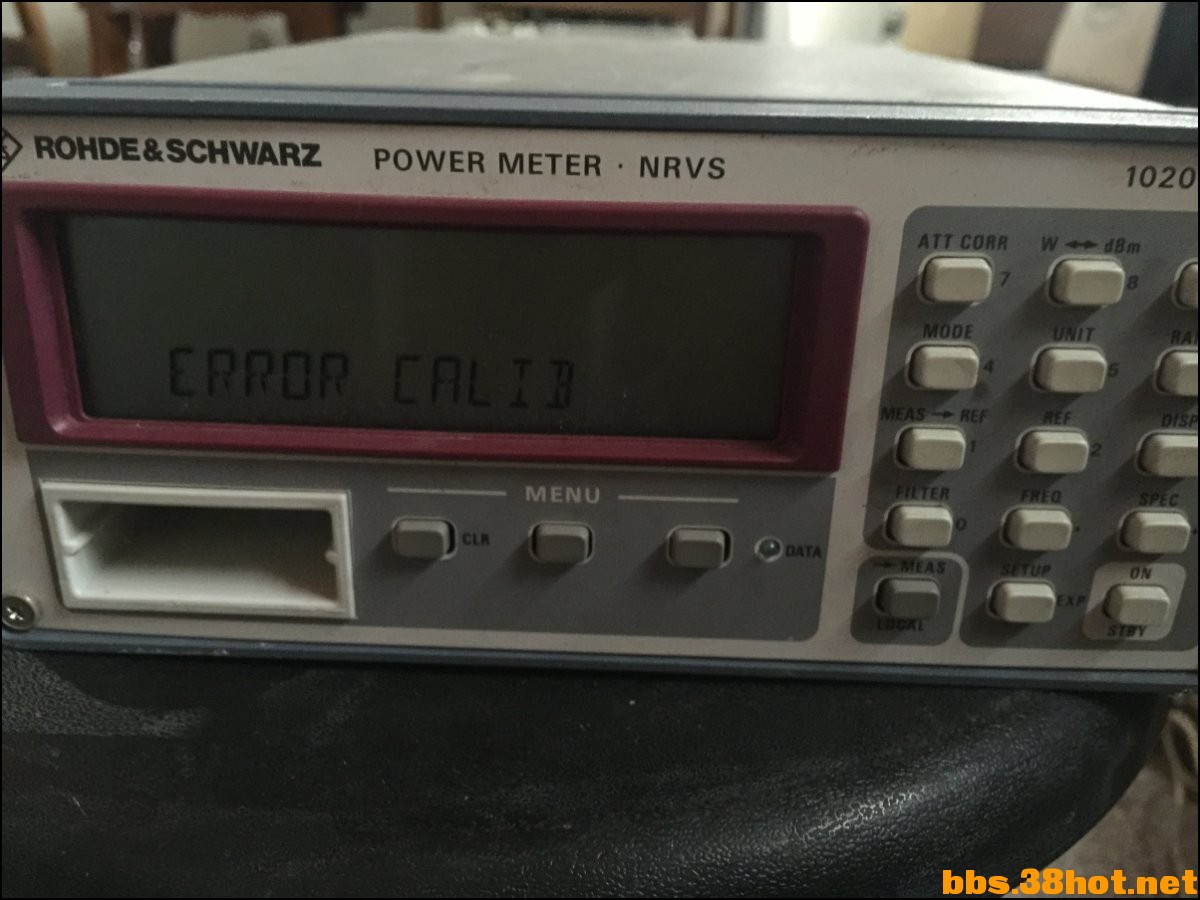 ROHDE&SCHWARZ
POWER METER · NRVS
1020
ERROR CALIB
ATT CORR
7
W ↔ dBm
8
MODE
4
UNIT
5
MEAS → REF
1
REF
2
DISP
FILTER
0
FREQ
.
SPEC
→ MEAS
LOCAL
SETUP
EXP
ON
STBY
MENU
CLR
DATA
bbs.38hot.net